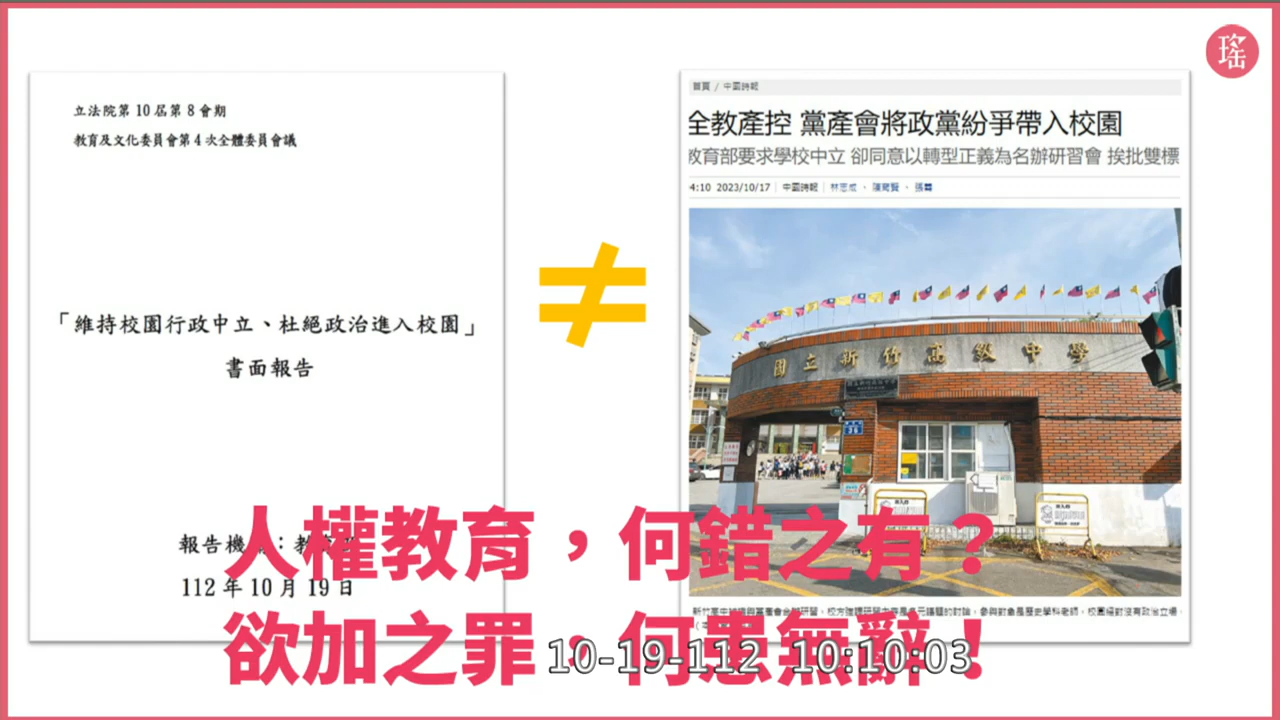 瑤
立法院第10屆第8會期
教育及文化委員會第4次全體委員會議
「維持校園行政中立、杜絕政治進入校園」
書面報告
報告機
112年10月19日
≠
首頁 / 中國時報
全教產控 黨產會將政黨紛爭帶入校園
教育部要求學校中立 卻同意以轉型正義為名辦研習會 挨批雙標
4:10 2023/10/17 中國時報 林志成
國立新竹高級中學
人權教育，何錯之有？
欲加之罪，何患無辭！
10-19-112 10:10:03